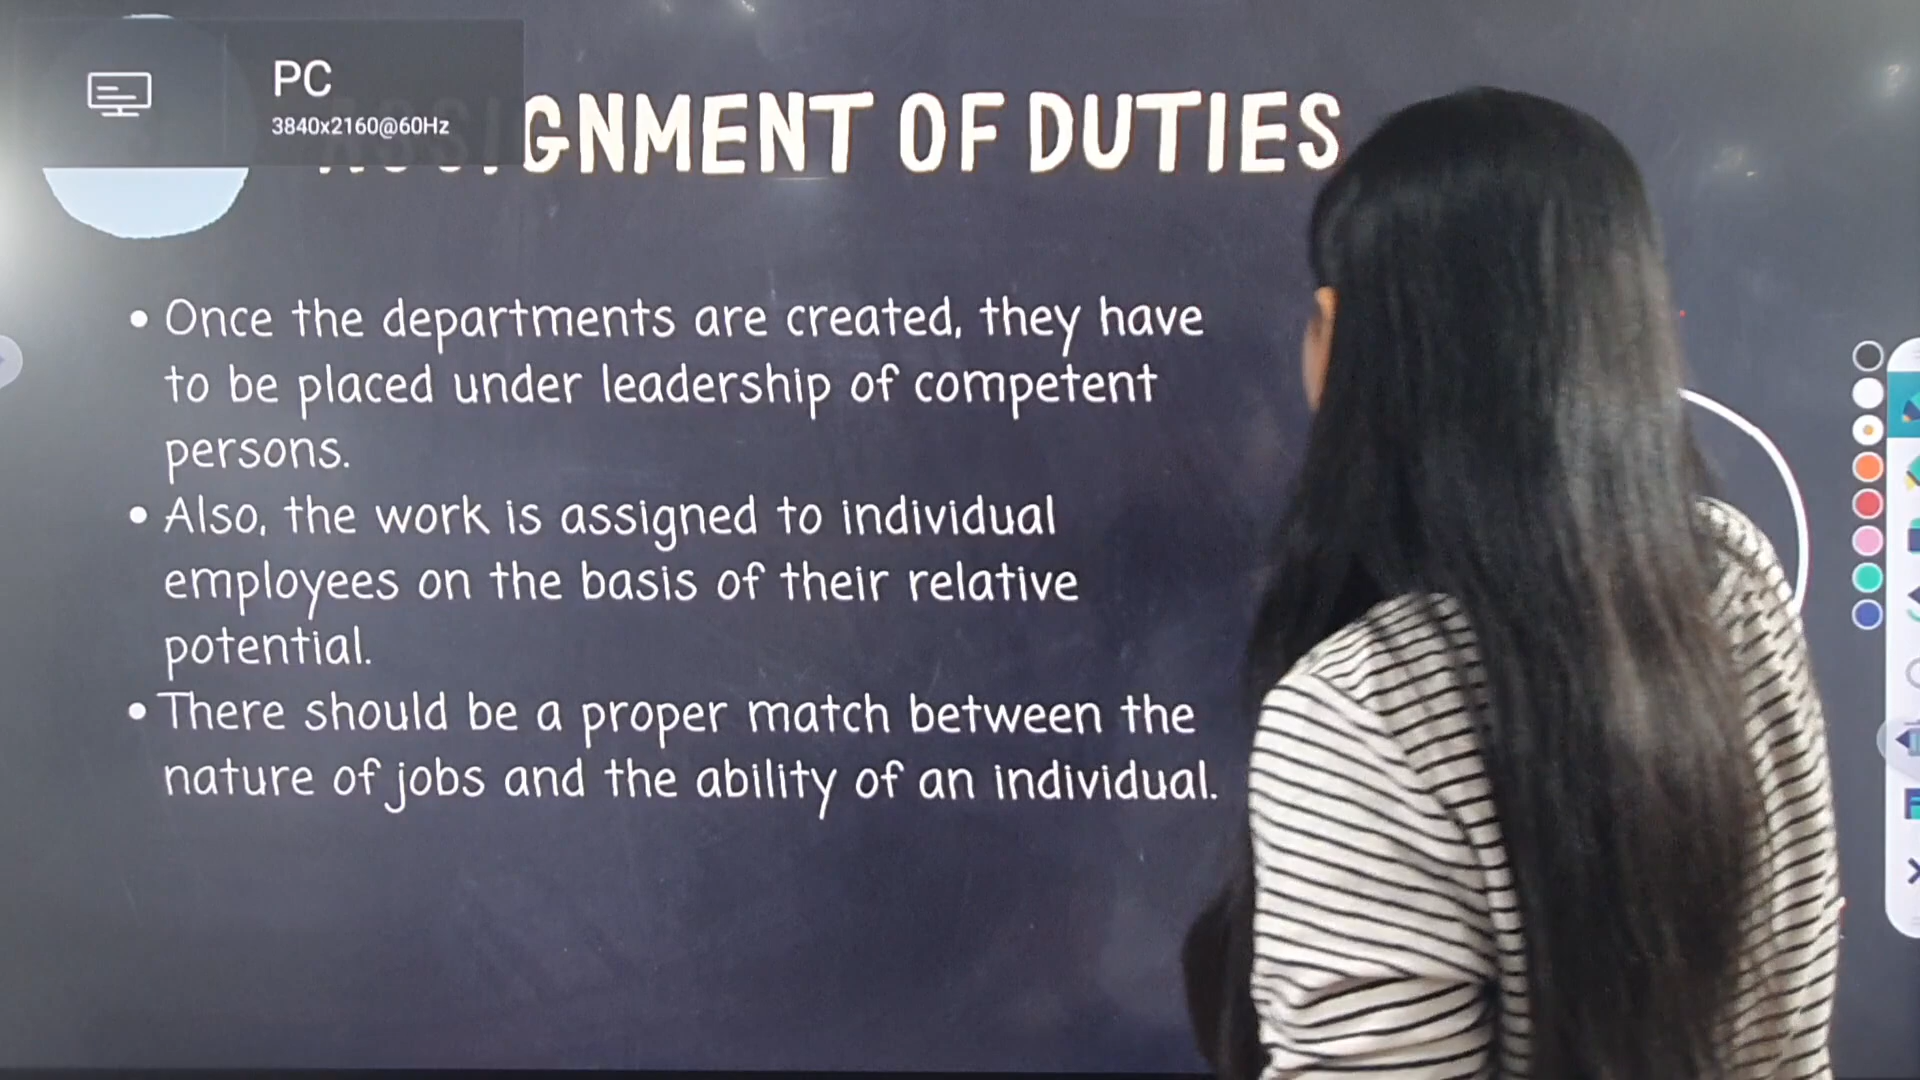 PC
3840x2160@60Hz
ASSIGNMENT OF DUTIES
• Once the departments are created, they have
to be placed under leadership of competent
persons.
• Also, the work is assigned to individual
employees on the basis of their relative
potential.
• There should be a proper match between the
nature of jobs and the ability of an individual.